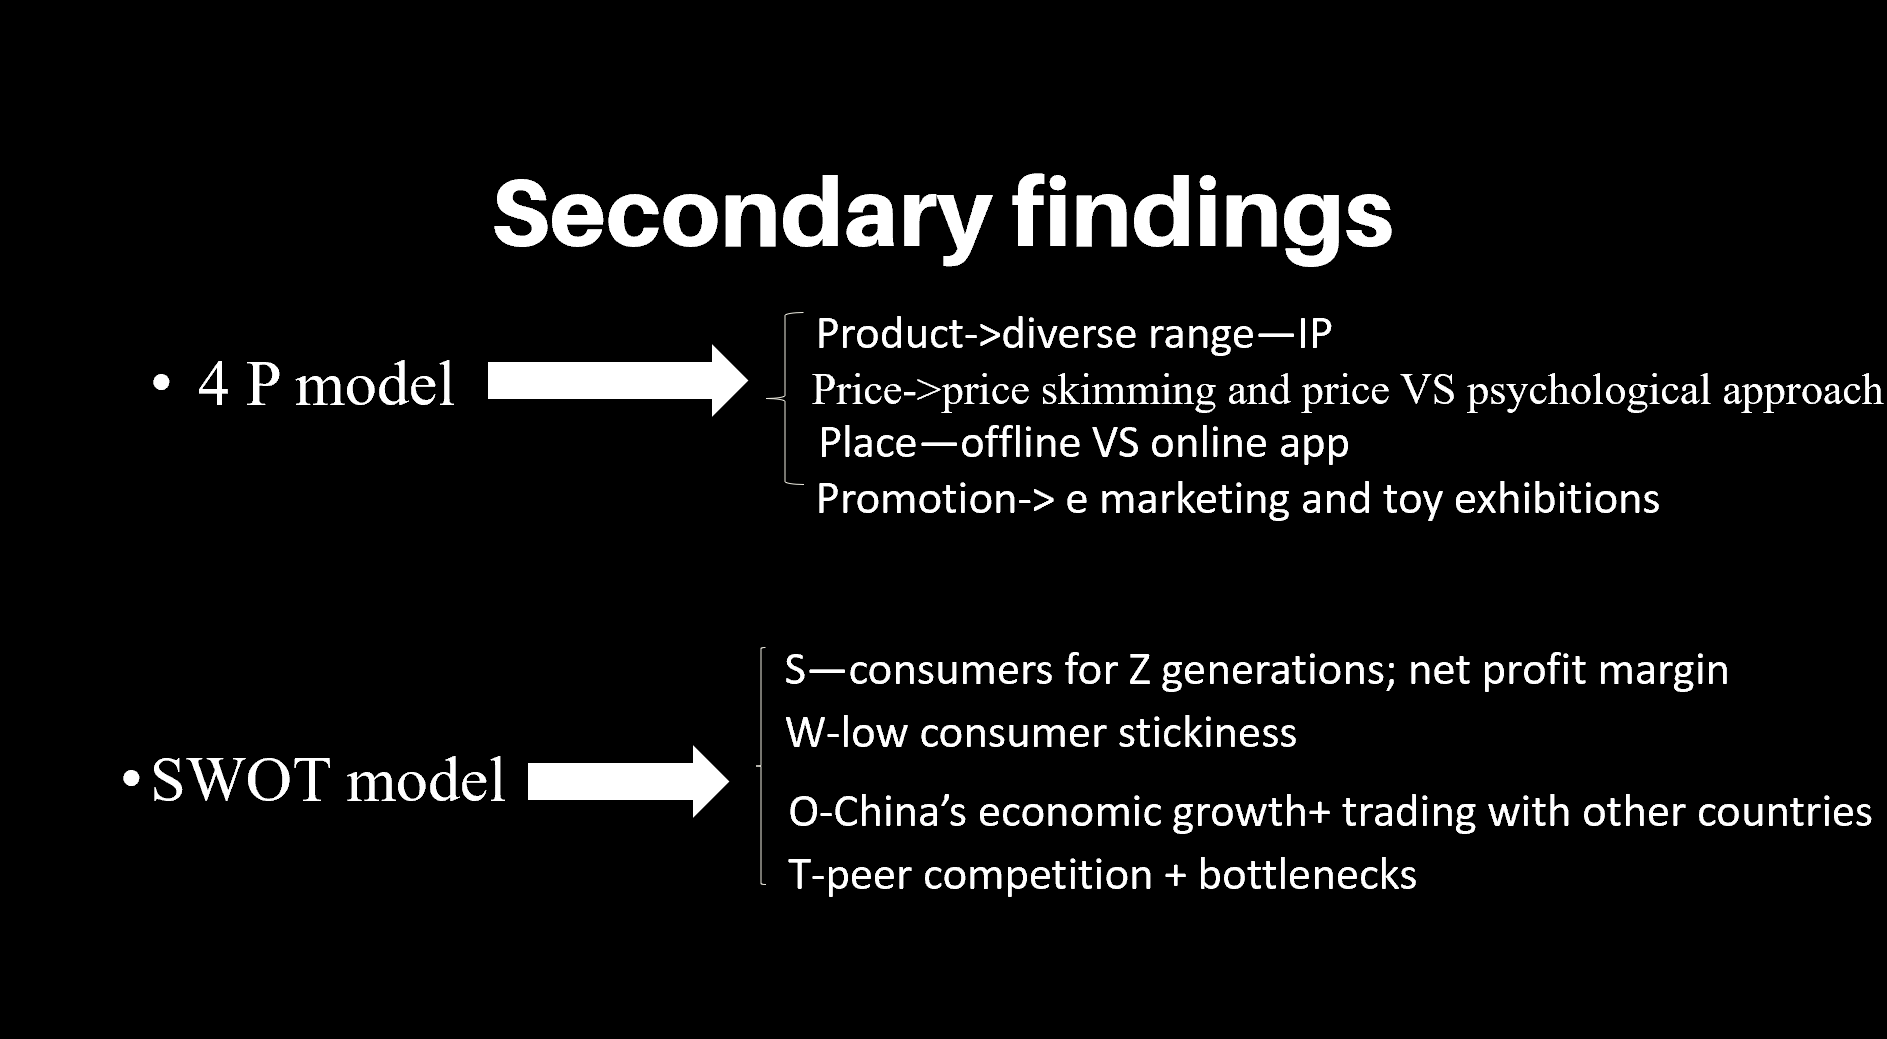 Secondary findings
• 4 P model
Product->diverse range—IP
Price->price skimming and price VS psychological approach
Place—offline VS online app
Promotion-> e marketing and toy exhibitions
•SWOT model
S—consumers for Z generations; net profit margin
W-low consumer stickiness
O-China’s economic growth+ trading with other countries
T-peer competition + bottlenecks